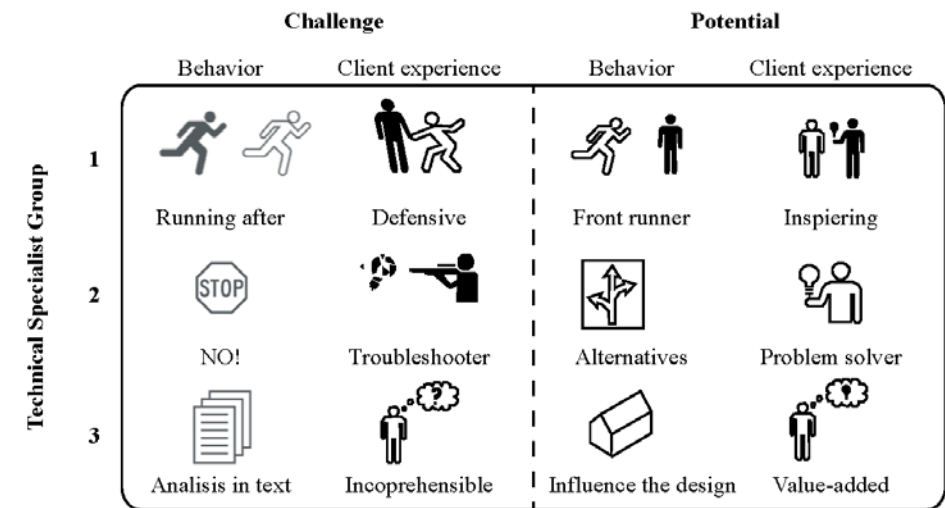 Challenge Potential
Behavior Client experience Behavior Client experience
Technical Specialist Group
1
Running after Defensive Front runner Inspiering
2
STOP
NO! Troubleshooter Alternatives Problem solver
?
3
Analisis in text Incoprehensible Influence the design Value-added